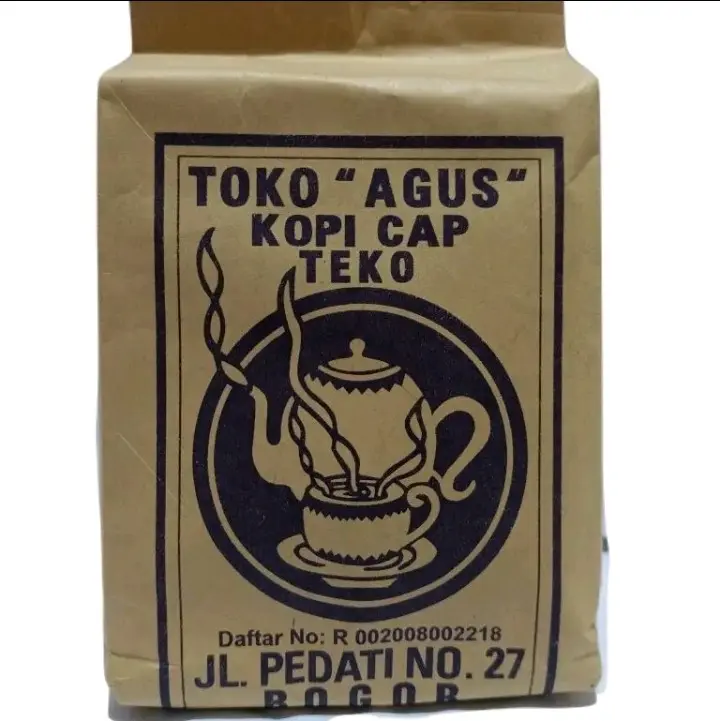 TOKO "AGUS"
KOPI CAP
TEKO
Daftar No: R 002008002218
JL. PEDATI NO. 27
BOGOR